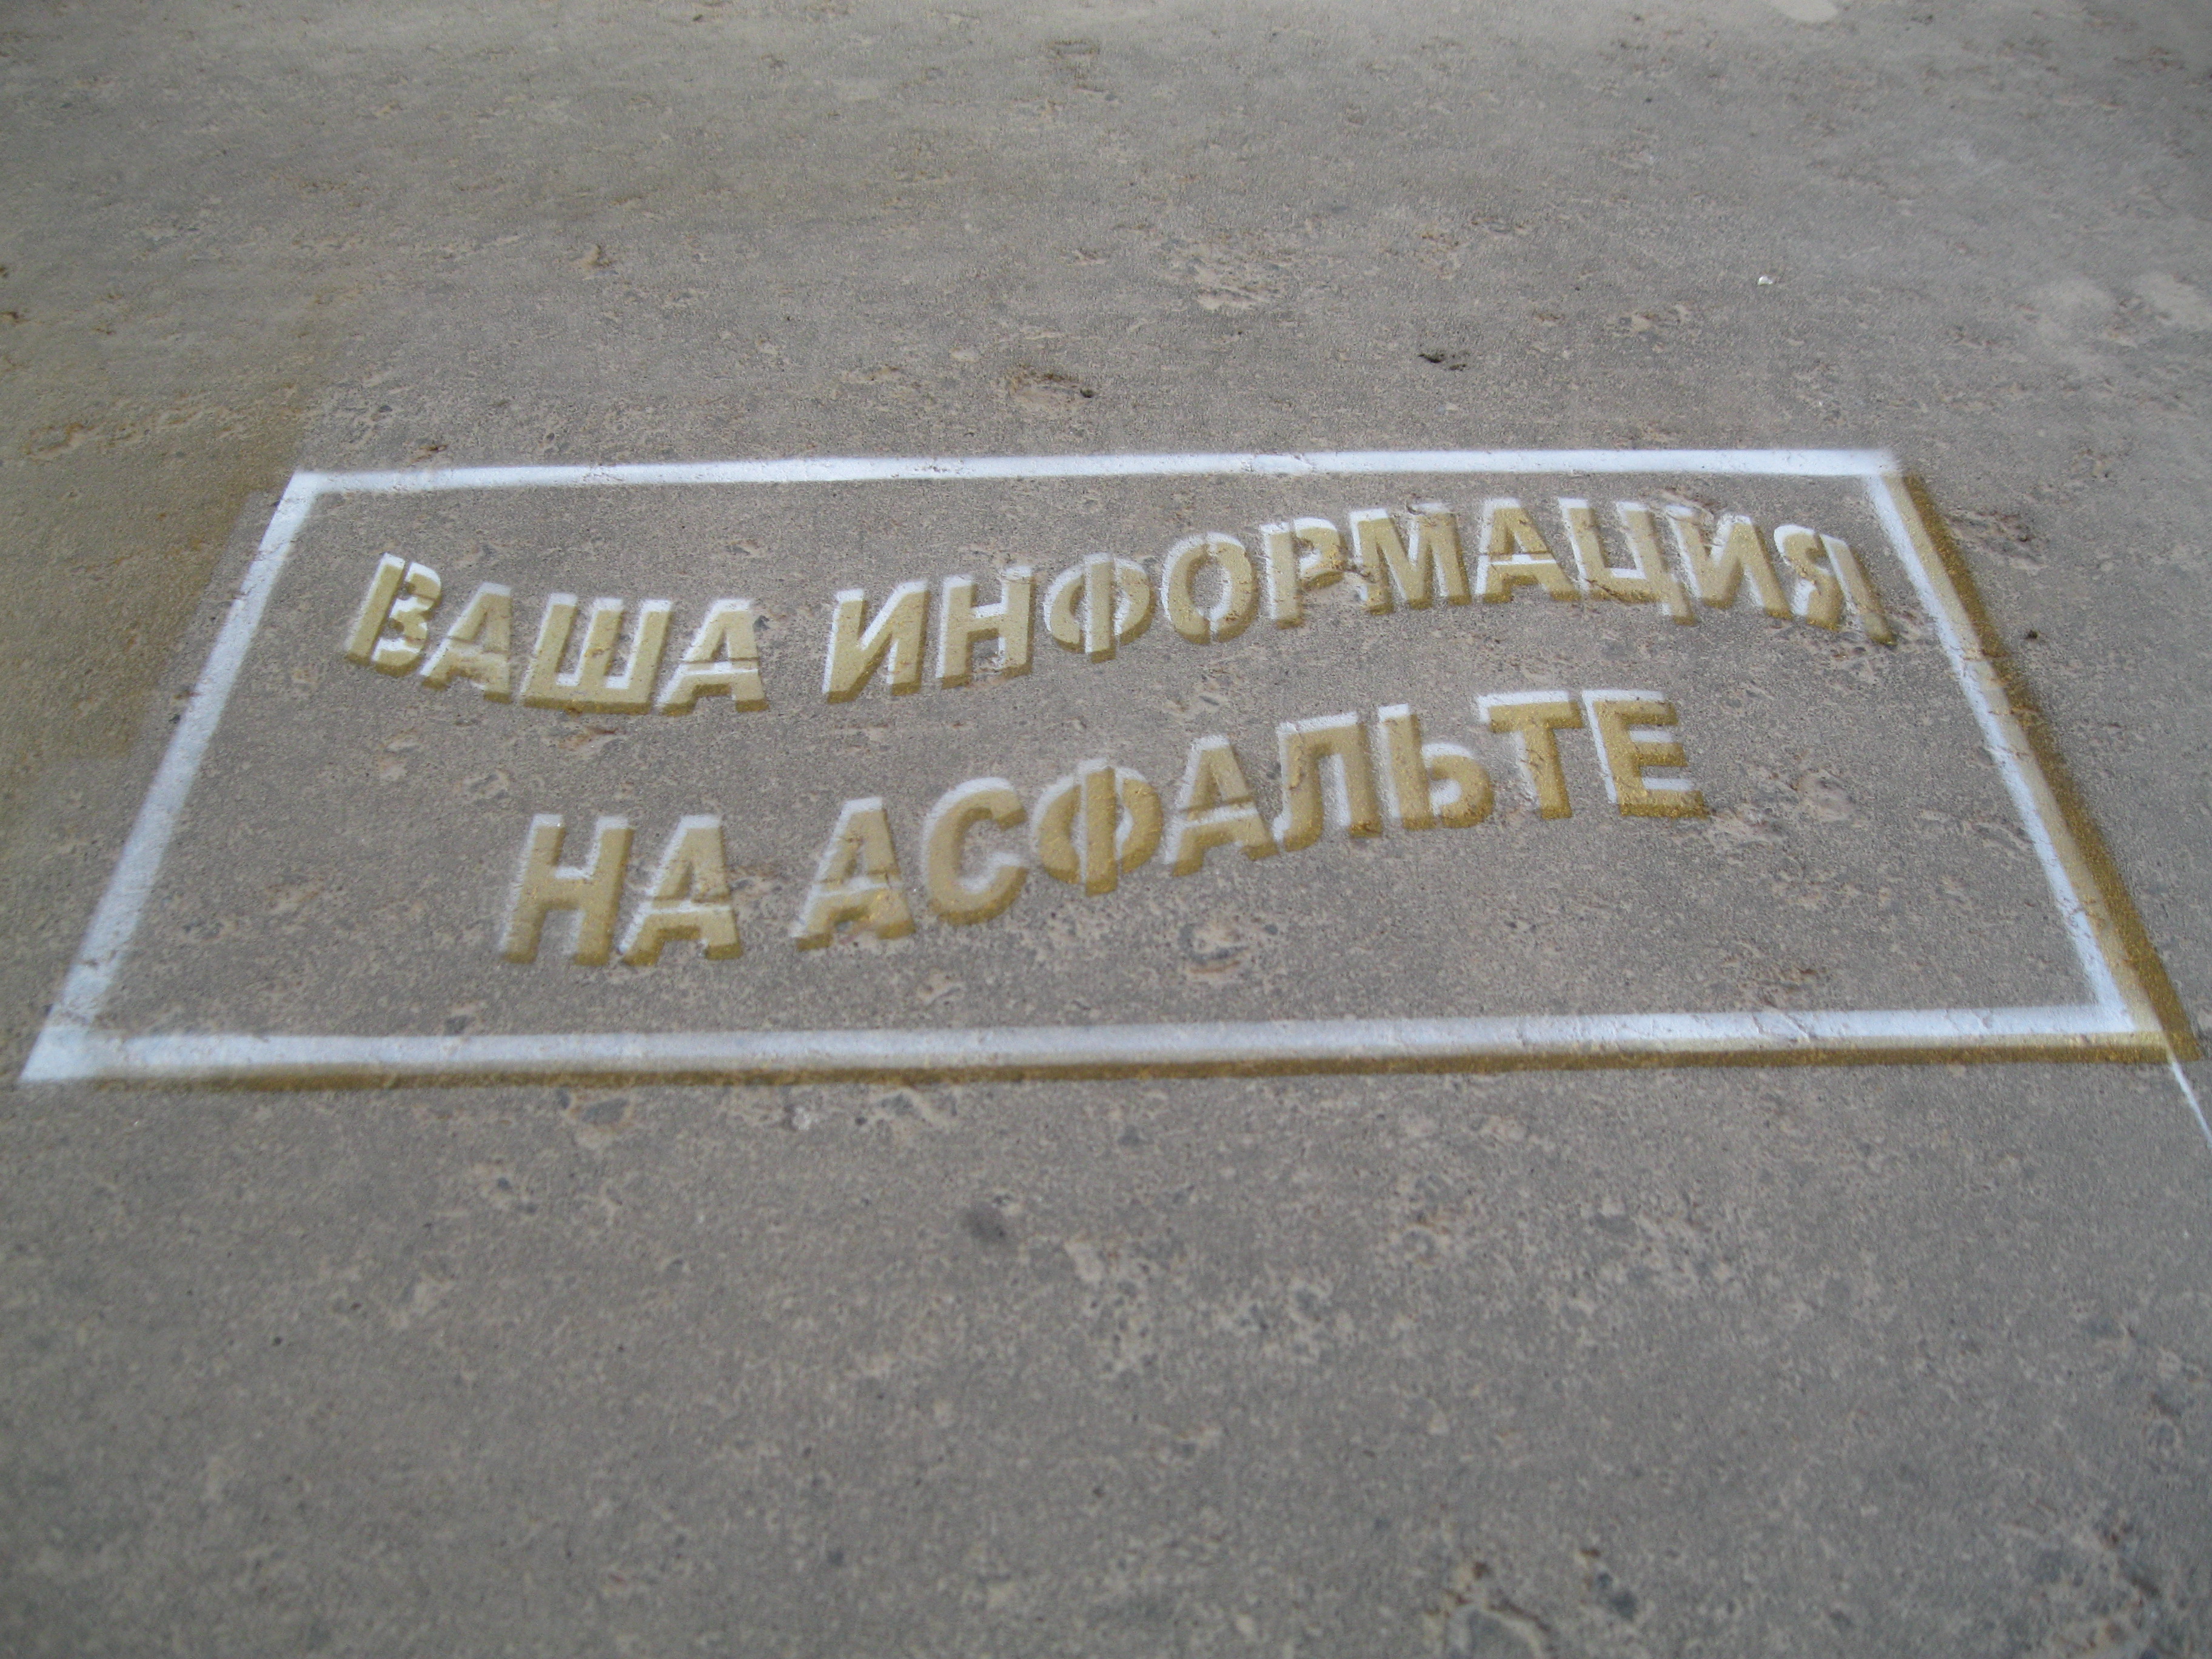 ВАША ИНФОРМАЦИЯ
НА АСФАЛЬТЕ